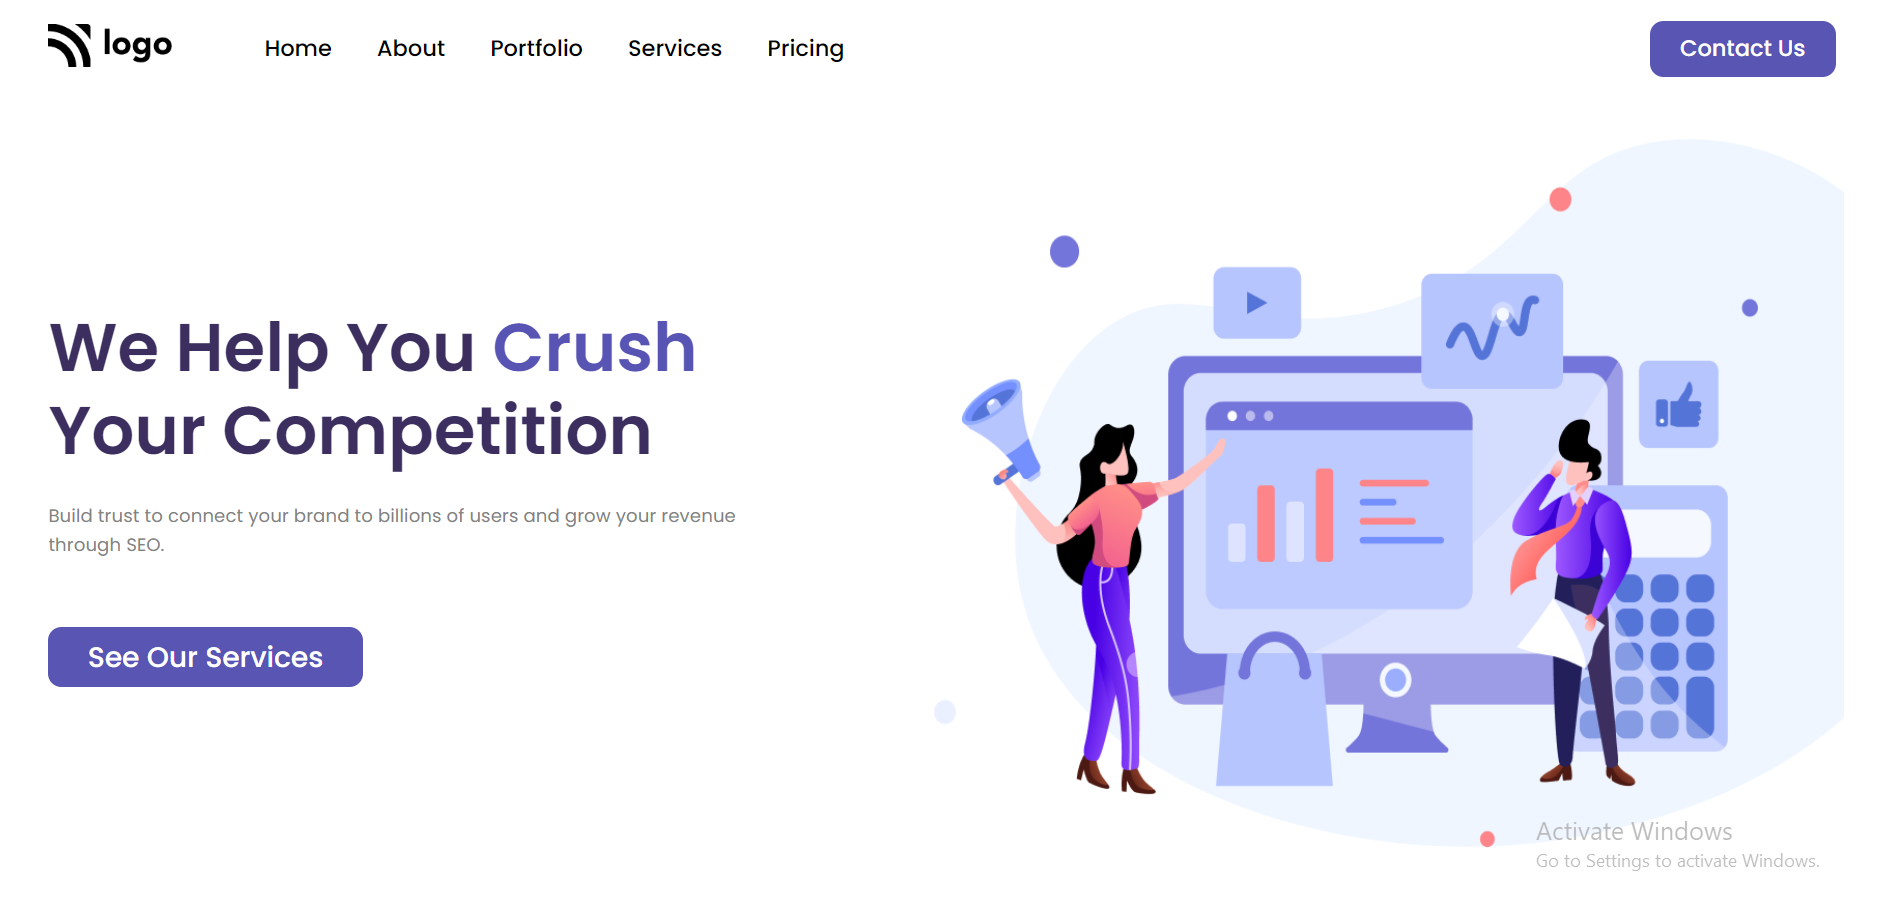 logo
Home About Portfolio Services Pricing
Contact Us
We Help You Crush
Your Competition
Build trust to connect your brand to billions of users and grow your revenue
through SEO.
See Our Services
Activate Windows
Go to Settings to activate Windows.